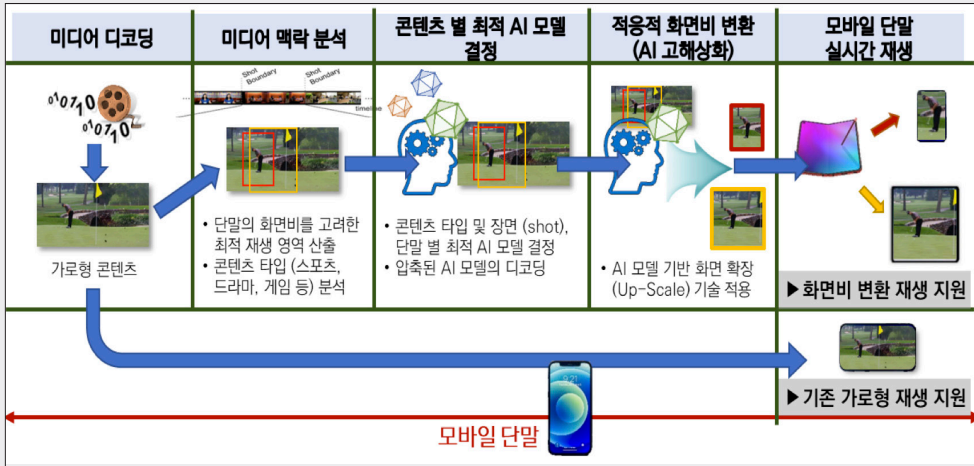 미디어 디코딩
미디어 맥락 분석
콘텐츠 별 최적 AI 모델
결정
적응적 화면비 변환
(AI 고해상화)
모바일 단말
실시간 재생
Shot
Boundary
Shot
Boundary
timeline
가로형 콘텐츠
• 단말의 화면비를 고려한
최적 재생 영역 산출
• 콘텐츠 타입 (스포츠,
드라마, 게임 등) 분석
• 콘텐츠 타입 및 장면 (shot),
단말 별 최적 AI 모델 결정
• 압축된 AI 모델의 디코딩
• AI 모델 기반 화면 확장
(Up-Scale) 기술 적용
▶화면비 변환 재생 지원
▶기존 가로형 재생 지원
모바일 단말